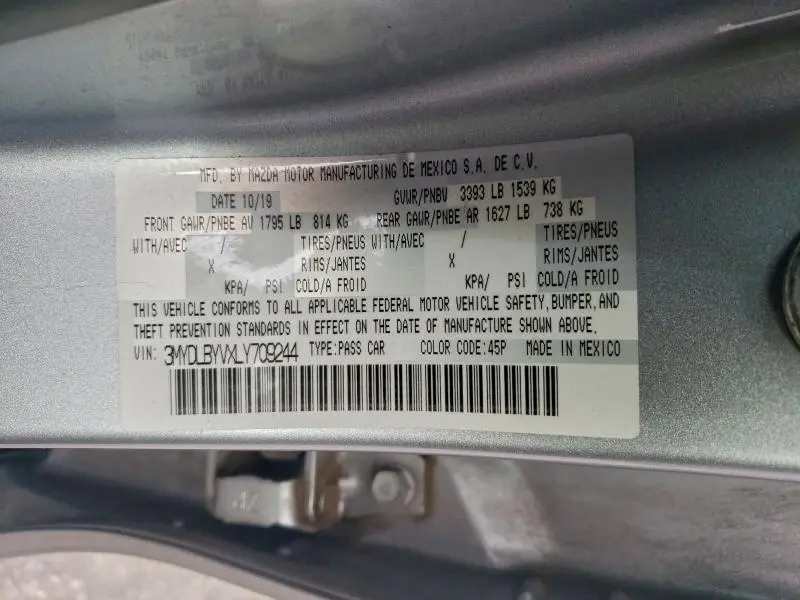 MFD. BY MAZDA MOTOR MANUFACTURING DE MEXICO S.A. DE C.V.
DATE 10/19 GVWR/PNBV 3393 LB 1539 KG
FRONT GAWR/PNBE AV 1795 LB 814 KG REAR GAWR/PNBE AR 1627 LB 738 KG
WITH/AVEC / TIRES/PNEUS WITH/AVEC / TIRES/PNEUS
X RIMS/JANTES X RIMS/JANTES
KPA/ PSI COLD/A FROID KPA/ PSI COLD/A FROID
THIS VEHICLE CONFORMS TO ALL APPLICABLE FEDERAL MOTOR VEHICLE SAFETY, BUMPER, AND
THEFT PREVENTION STANDARDS IN EFFECT ON THE DATE OF MANUFACTURE SHOWN ABOVE.
VIN: 3MYDLBYVXLY709244 TYPE:PASS CAR COLOR CODE:45P MADE IN MEXICO